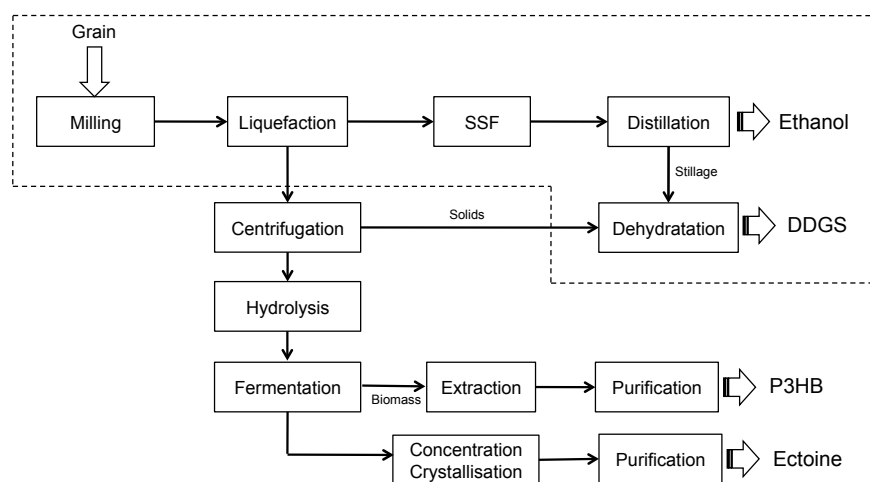 Grain
Milling
Liquefaction
SSF
Distillation
Ethanol
Stillage
Centrifugation
Solids
Dehydratation
DDGS
Hydrolysis
Fermentation
Biomass
Extraction
Purification
P3HB
Concentration
Crystallisation
Purification
Ectoine